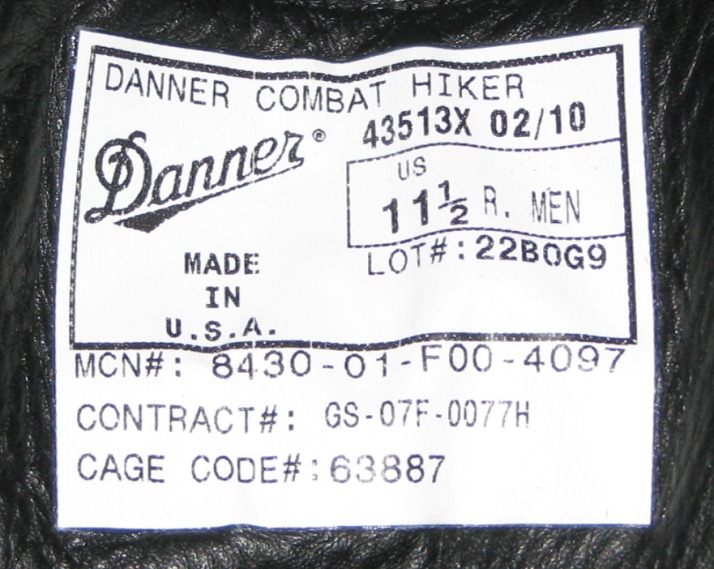 DANNER COMBAT HIKER
Danner®
43513X 02/10
US
11½ R. MEN
LOT#:22B0G9
MADE
IN
U.S.A.
MCN#: 8430-01-F00-4097
CONTRACT#: GS-07F-0077H
CAGE CODE#:63887